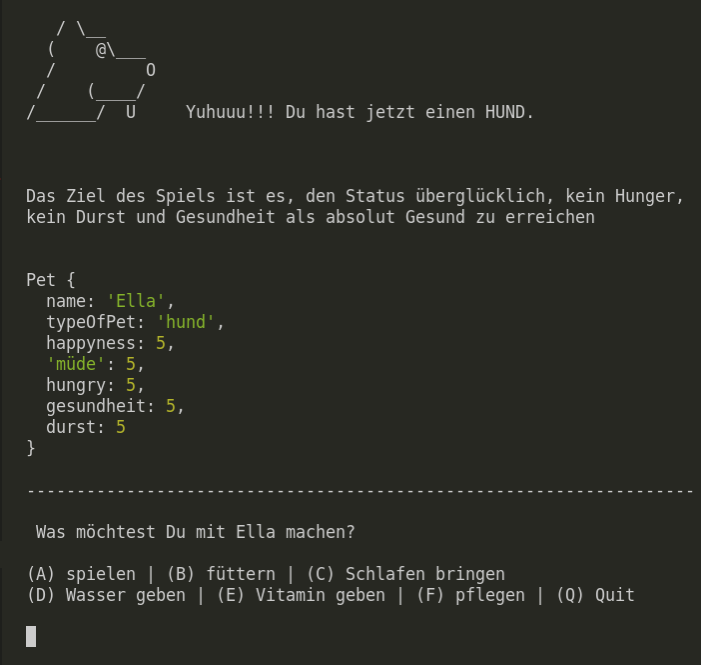 / \__
  (    @\___
  /         O
 /    (____/
/______/  U     Yuhuuu!!! Du hast jetzt einen HUND.
Das Ziel des Spiels ist es, den Status überglücklich, kein Hunger,
kein Durst und Gesundheit als absolut Gesund zu erreichen
Pet {
  name: 'Ella',
  typeOfPet: 'hund',
  happyness: 5,
  'müde': 5,
  hungry: 5,
  gesundheit: 5,
  durst: 5
}
-------------------------------------------------------------------
 Was möchtest Du mit Ella machen?
(A) spielen | (B) füttern | (C) Schlafen bringen
(D) Wasser geben | (E) Vitamin geben | (F) pflegen | (Q) Quit